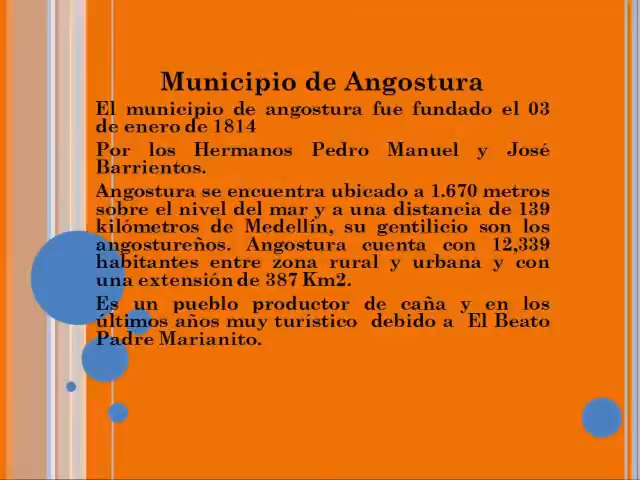 Municipio de Angostura
El municipio de angostura fue fundado el 03
de enero de 1814
Por los Hermanos Pedro Manuel y José
Barrientos.
Angostura se encuentra ubicado a 1.670 metros
sobre el nivel del mar y a una distancia de 139
kilómetros de Medellín, su gentilicio son los
angostureños. Angostura cuenta con 12,339
habitantes entre zona rural y urbana y con
una extensión de 387 Km2.
Es un pueblo productor de caña y en los
últimos años muy turístico debido a El Beato
Padre Marianito.